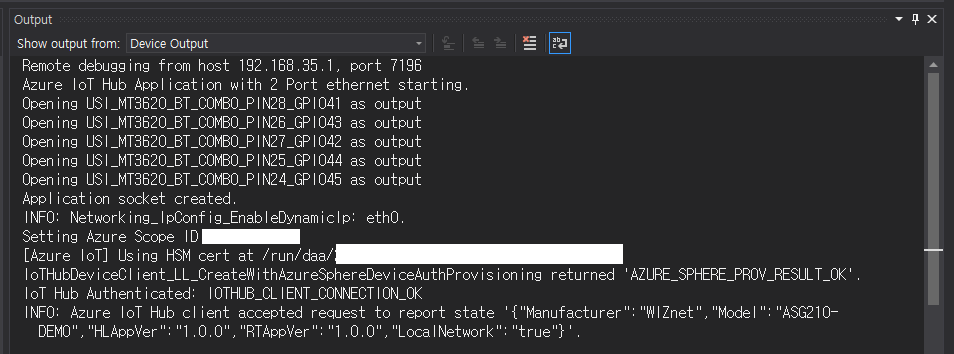 Output
Show output from: Device Output
Remote debugging from host 192.168.35.1, port 7196
Azure IoT Hub Application with 2 Port ethernet starting.
Opening USI_MT3620_BT_COMBO_PIN28_GPIO41 as output
Opening USI_MT3620_BT_COMBO_PIN26_GPIO43 as output
Opening USI_MT3620_BT_COMBO_PIN27_GPIO42 as output
Opening USI_MT3620_BT_COMBO_PIN25_GPIO44 as output
Opening USI_MT3620_BT_COMBO_PIN24_GPIO45 as output
Application socket created.
INFO: Networking_IpConfig_EnableDynamicIp: eth0.
Setting Azure Scope ID
[Azure IoT] Using HSM cert at /run/daa/
IoTHubDeviceClient_LL_CreateWithAzureSphereDeviceAuthProvisioning returned 'AZURE_SPHERE_PROV_RESULT_OK'.
IoT Hub Authenticated: IOTHUB_CLIENT_CONNECTION_OK
INFO: Azure IoT Hub client accepted request to report state '{"Manufacturer":"WIZnet","Model":"ASG210-
DEMO","HLAppVer":"1.0.0","RTAppVer":"1.0.0","LocalNetwork":"true"}'.